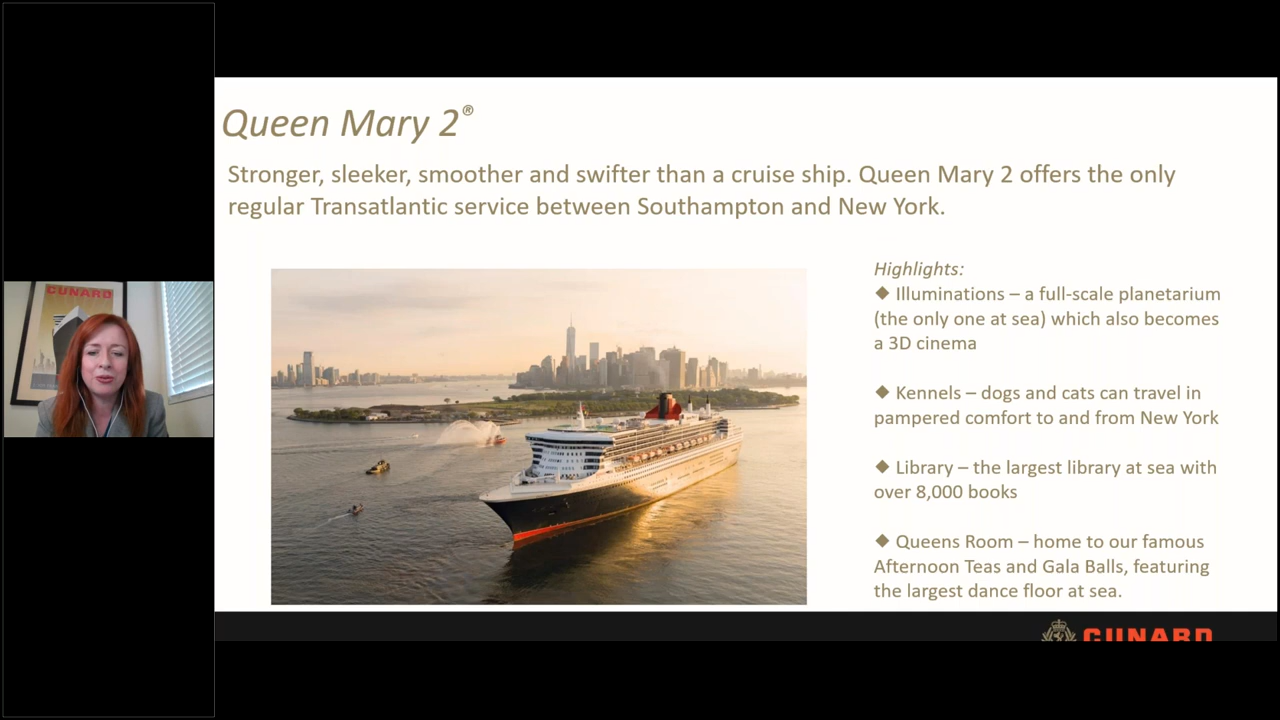 CUNARD
Queen Mary 2®
Stronger, sleeker, smoother and swifter than a cruise ship. Queen Mary 2 offers the only
regular Transatlantic service between Southampton and New York.
Highlights:
◆ Illuminations – a full-scale planetarium
(the only one at sea) which also becomes
a 3D cinema
◆ Kennels – dogs and cats can travel in
pampered comfort to and from New York
◆ Library – the largest library at sea with
over 8,000 books
◆ Queens Room – home to our famous
Afternoon Teas and Gala Balls, featuring
the largest dance floor at sea.
CUNARD